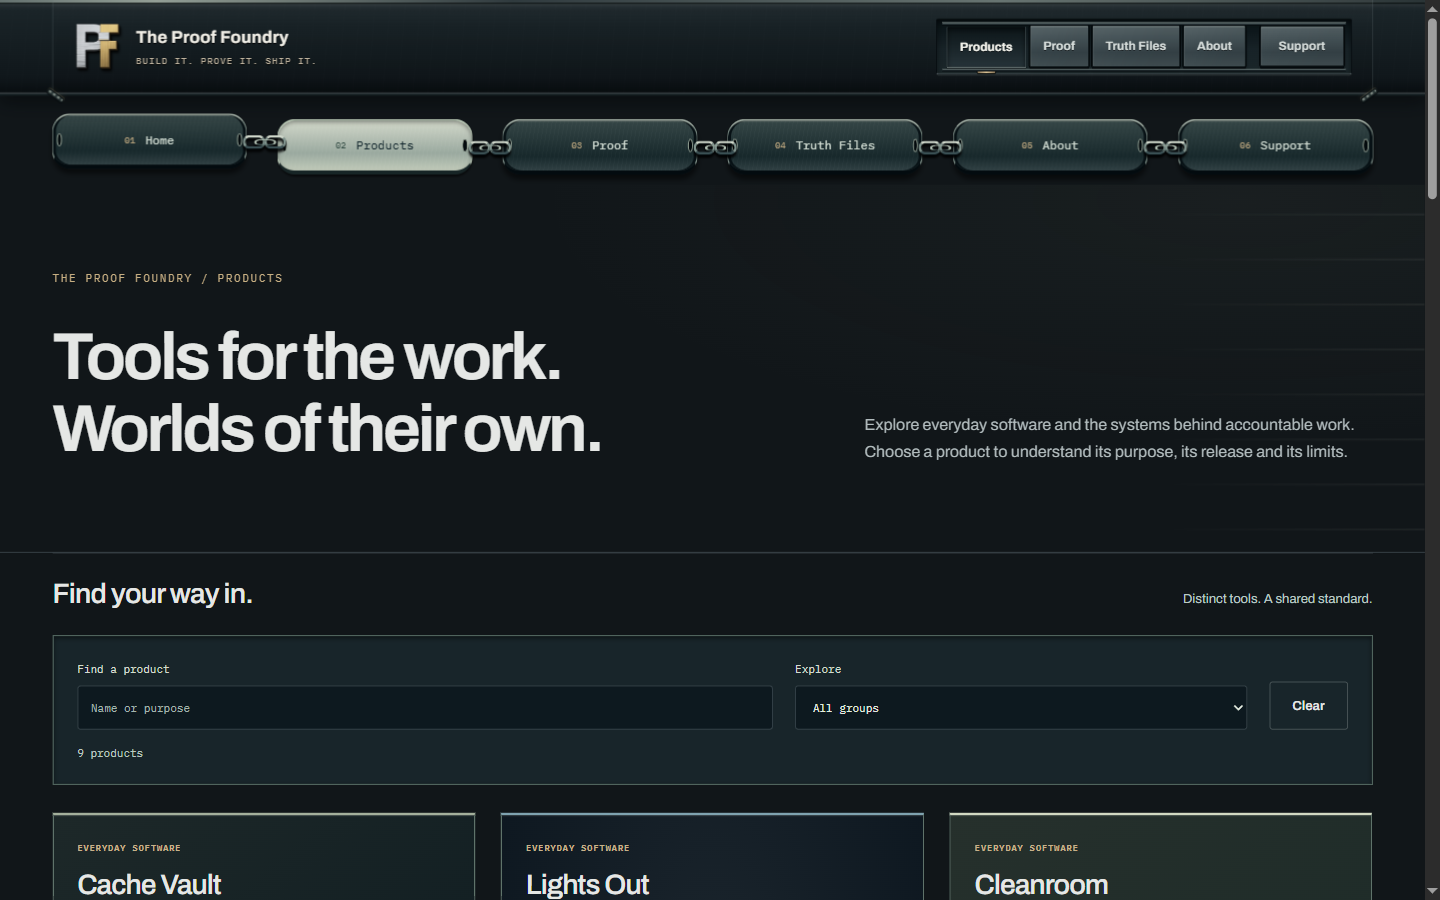 PF
The Proof Foundry
BUILD IT. PROVE IT. SHIP IT.
Products
Proof
Truth Files
About
Support
01 Home
02 Products
03 Proof
04 Truth Files
05 About
06 Support
THE PROOF FOUNDRY / PRODUCTS
Tools for the work.
Worlds of their own.
Explore everyday software and the systems behind accountable work.
Choose a product to understand its purpose, its release and its limits.
Find your way in.
Distinct tools. A shared standard.
Find a product
Explore
Name or purpose
All groups
Clear
9 products
EVERYDAY SOFTWARE
Cache Vault
EVERYDAY SOFTWARE
Lights Out
EVERYDAY SOFTWARE
Cleanroom